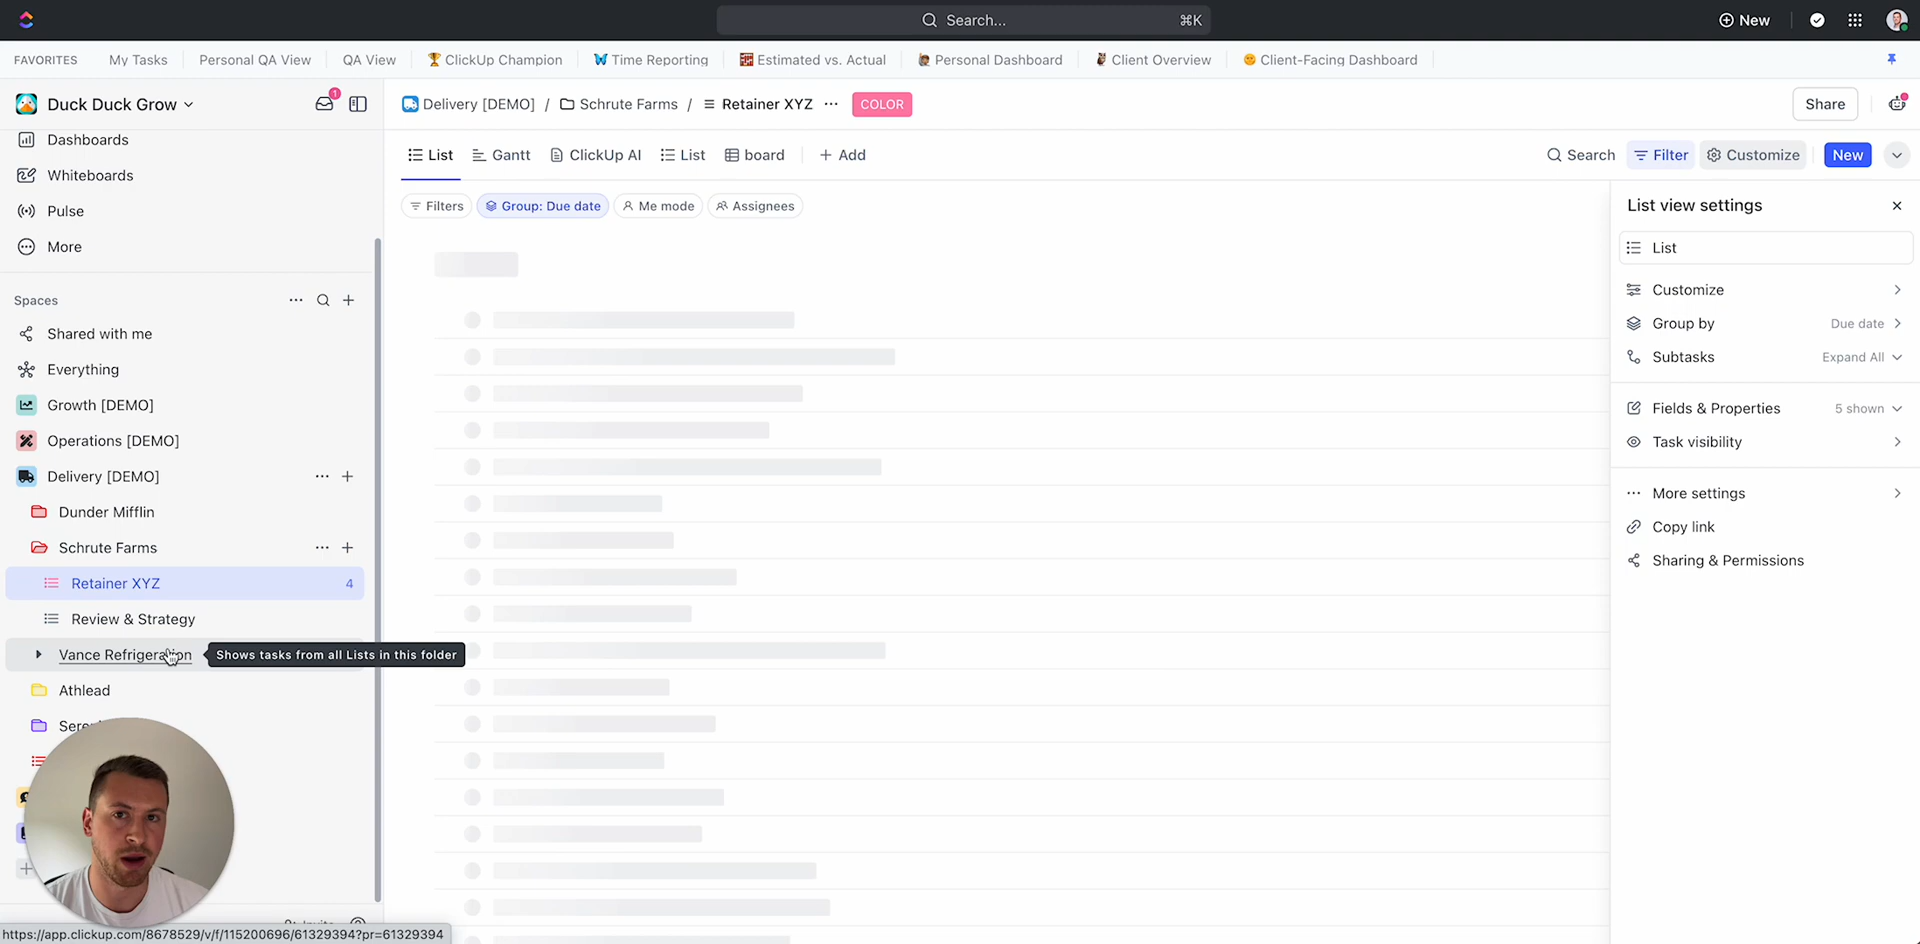 Search...
⌘K
New
FAVORITES
My Tasks
Personal QA View
QA View
ClickUp Champion
Time Reporting
Estimated vs. Actual
Personal Dashboard
Client Overview
Client-Facing Dashboard
Duck Duck Grow
1
Delivery [DEMO] / Schrute Farms / Retainer XYZ
COLOR
Share
Dashboards
Whiteboards
Pulse
More
List
Gantt
ClickUp AI
List
board
Add
Search
Filter
Customize
New
Filters
Group: Due date
Me mode
Assignees
Spaces
Shared with me
Everything
Growth [DEMO]
Operations [DEMO]
Delivery [DEMO]
Dunder Mifflin
Schrute Farms
Retainer XYZ 4
Review & Strategy
Vance Refrigeration
Shows tasks from all Lists in this folder
Athlead
List view settings
List
Customize
Group by Due date
Subtasks Expand All
Fields & Properties 5 shown
Task visibility
More settings
Copy link
Sharing & Permissions
https://app.clickup.com/8678529/v/f/115200696/61329394?pr=61329394